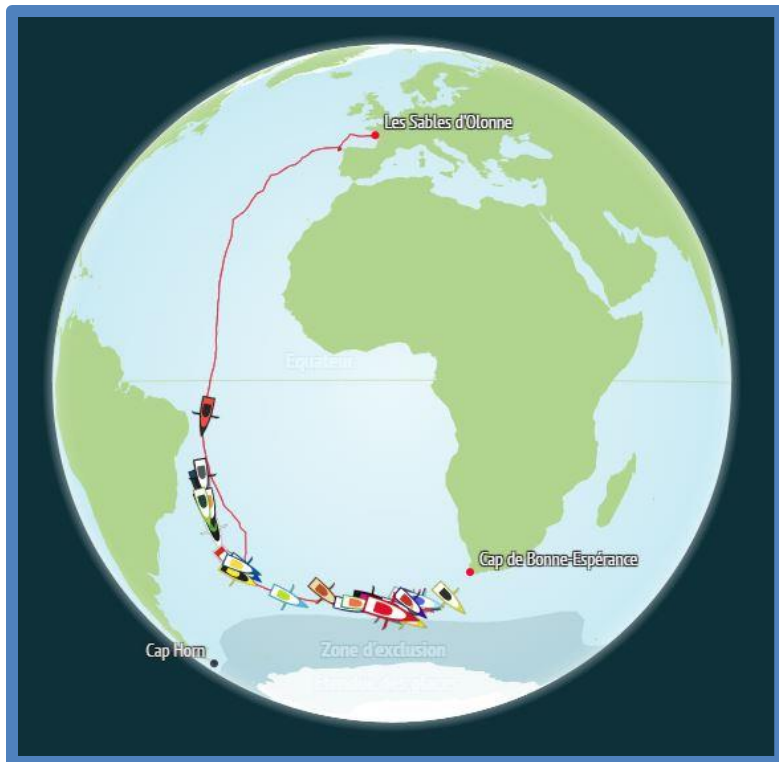 Les Sables d'Olonne
Equateur
Cap de Bonne-Espérance
Cap Horn
Zone d'exclusion